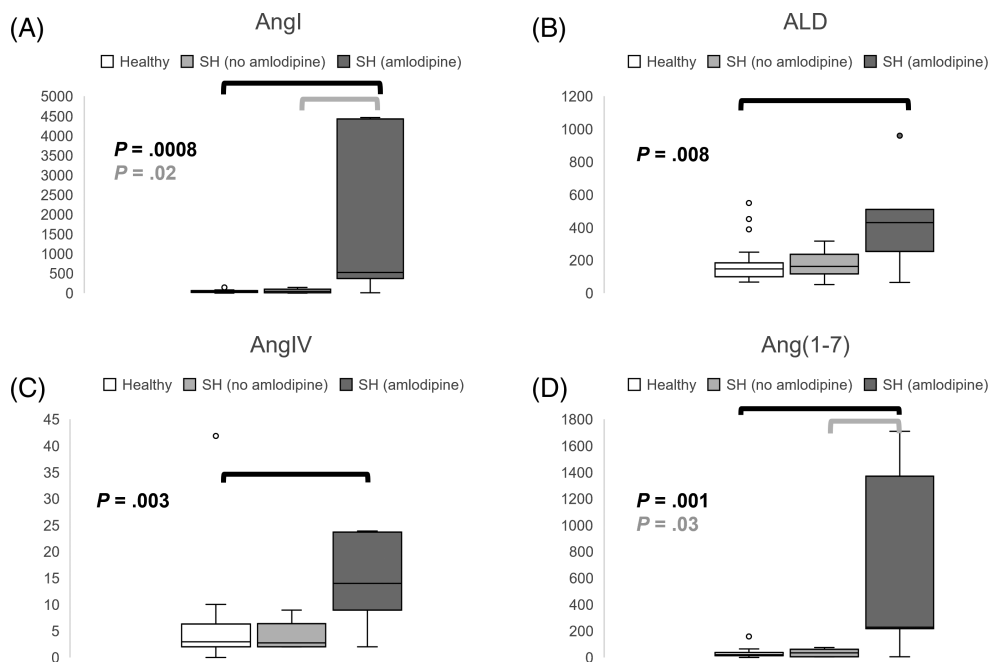 (A)
AngI
Healthy SH (no amlodipine) SH (amlodipine)
5000
4500
4000
3500
3000
2500
2000
1500
1000
500
0
P = .0008
P = .02
(B)
ALD
Healthy SH (no amlodipine) SH (amlodipine)
1200
1000
800
600
400
200
0
P = .008
(C)
AngIV
Healthy SH (no amlodipine) SH (amlodipine)
45
40
35
30
25
20
15
10
5
0
P = .003
(D)
Ang(1-7)
Healthy SH (no amlodipine) SH (amlodipine)
1800
1600
1400
1200
1000
800
600
400
200
0
P = .001
P = .03